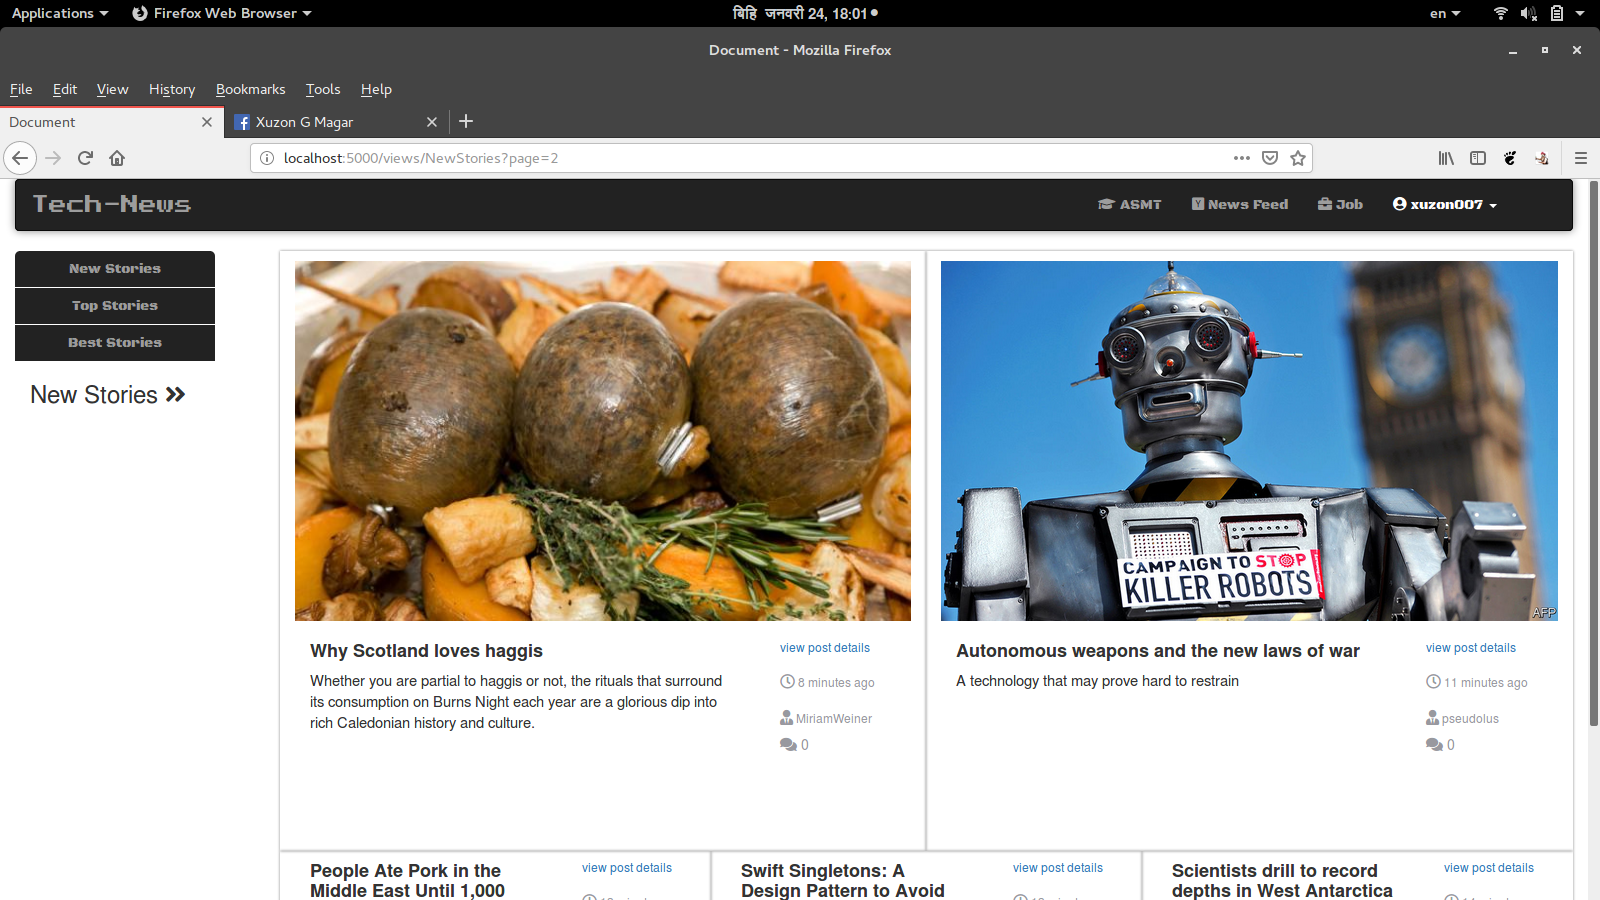 Applications
Firefox Web Browser
बिहि जनवरी 24, 18:01
en
Document - Mozilla Firefox
File Edit View History Bookmarks Tools Help
Document
Xuzon G Magar
localhost:5000/views/NewStories?page=2
Tech-News
ASMT
News Feed
Job
xuzon007
New Stories
Top Stories
Best Stories
New Stories
CAMPAIGN TO STOP
KILLER ROBOTS
AFP
Why Scotland loves haggis
Whether you are partial to haggis or not, the rituals that surround
its consumption on Burns Night each year are a glorious dip into
rich Caledonian history and culture.
view post details
8 minutes ago
MiriamWeiner
0
Autonomous weapons and the new laws of war
A technology that may prove hard to restrain
view post details
11 minutes ago
pseudolus
0
People Ate Pork in the
Middle East Until 1,000
view post details
Swift Singletons: A
Design Pattern to Avoid
view post details
Scientists drill to record
depths in West Antarctica
view post details